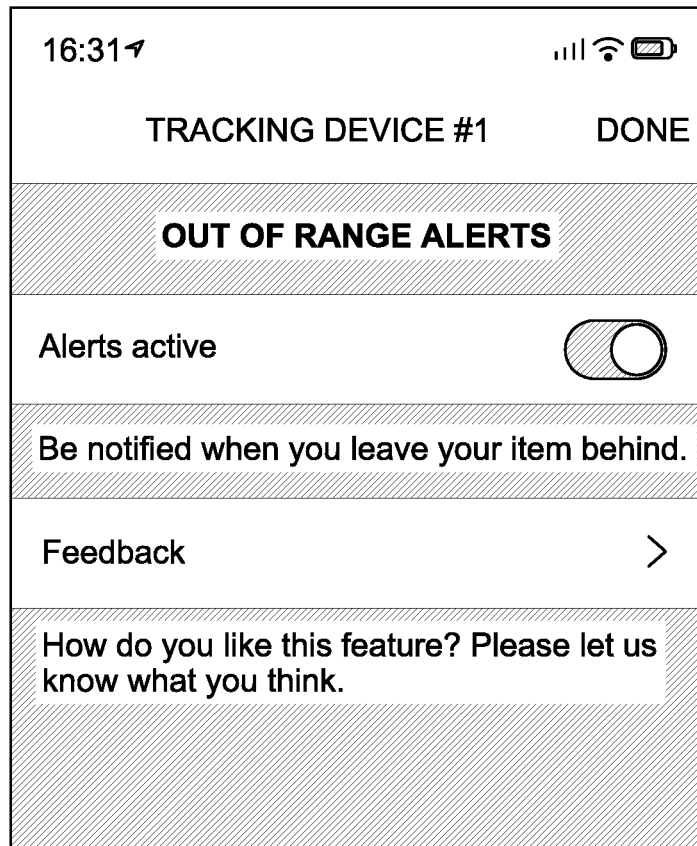 16:31
TRACKING DEVICE #1 DONE
OUT OF RANGE ALERTS
Alerts active
Be notified when you leave your item behind.
Feedback
How do you like this feature? Please let us
know what you think.